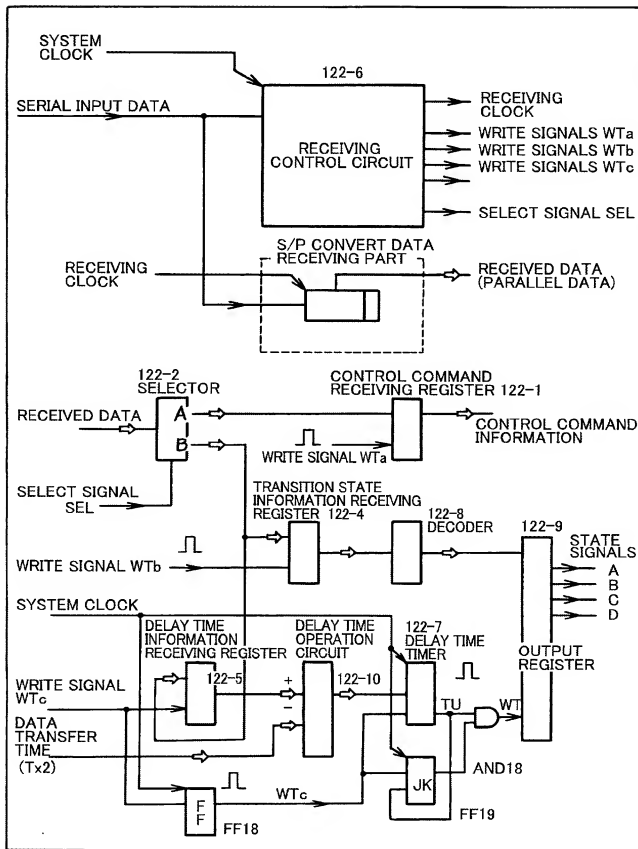 SYSTEM
CLOCK
122-6
SERIAL INPUT DATA
RECEIVING
CONTROL CIRCUIT
RECEIVING
CLOCK
WRITE SIGNALS WTa
WRITE SIGNALS WTb
WRITE SIGNALS WTc
SELECT SIGNAL SEL
S/P CONVERT DATA
RECEIVING PART
RECEIVING
CLOCK
RECEIVED DATA
(PARALLEL DATA)
122-2
SELECTOR
CONTROL COMMAND
RECEIVING REGISTER 122-1
RECEIVED DATA
A
B
CONTROL COMMAND
INFORMATION
WRITE SIGNAL WTa
SELECT SIGNAL
SEL
TRANSITION STATE
INFORMATION RECEIVING
REGISTER 122-4
122-8
DECODER
122-9
STATE
SIGNALS
A
B
C
D
WRITE SIGNAL WTb
SYSTEM CLOCK
DELAY TIME
INFORMATION
RECEIVING REGISTER
DELAY TIME
OPERATION
CIRCUIT
122-7
DELAY TIME
TIMER
OUTPUT
REGISTER
122-5
+
−
122-10
WRITE SIGNAL
WTc
TU
WT
DATA
TRANSFER
TIME
(Tx2)
AND18
JK
F
F
WTc
FF18
FF19